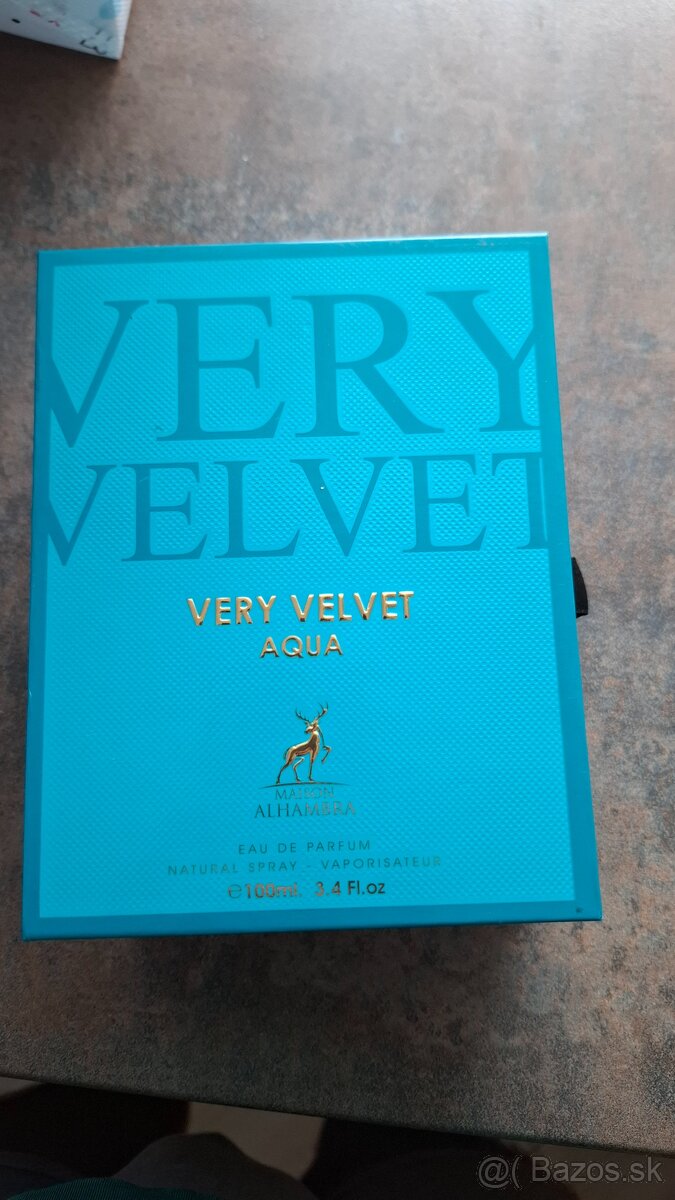 VERY
VELVET
VERY VELVET
AQUA
MAISON
ALHAMBRA
EAU DE PARFUM
NATURAL SPRAY - VAPORISATEUR
℮100ml. 3.4 Fl.oz
@( Bazos.sk